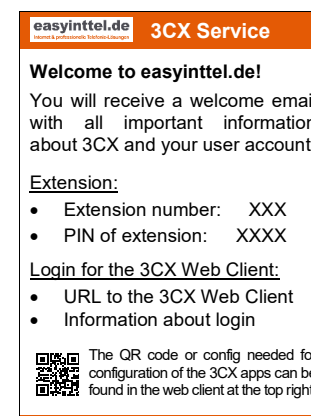 easyinttel.de
Internet & professionelle Telefonie-Lösungen
3CX Service
Welcome to easyinttel.de!
You will receive a welcome emai
with all important information
about 3CX and your user account
Extension:
• Extension number: XXX
• PIN of extension: XXXX
Login for the 3CX Web Client:
• URL to the 3CX Web Client
• Information about login
The QR code or config needed fo
configuration of the 3CX apps can be
found in the web client at the top right